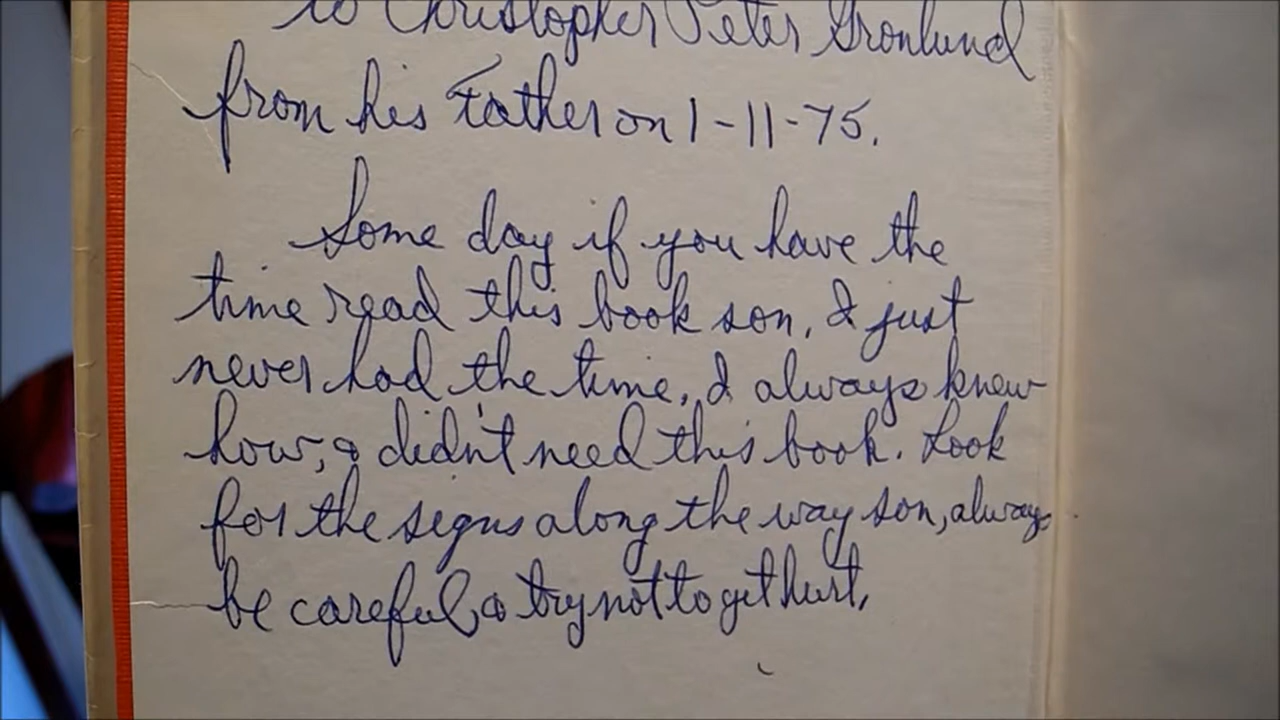 to Christopher Peter Gronlund
from his Father on 1-11-75.
Some day if you have the
time read this book son, I just
never had the time, I always knew
how, & didn't need this book. Look
for the signs along the way son, always
be careful & try not to get hurt,